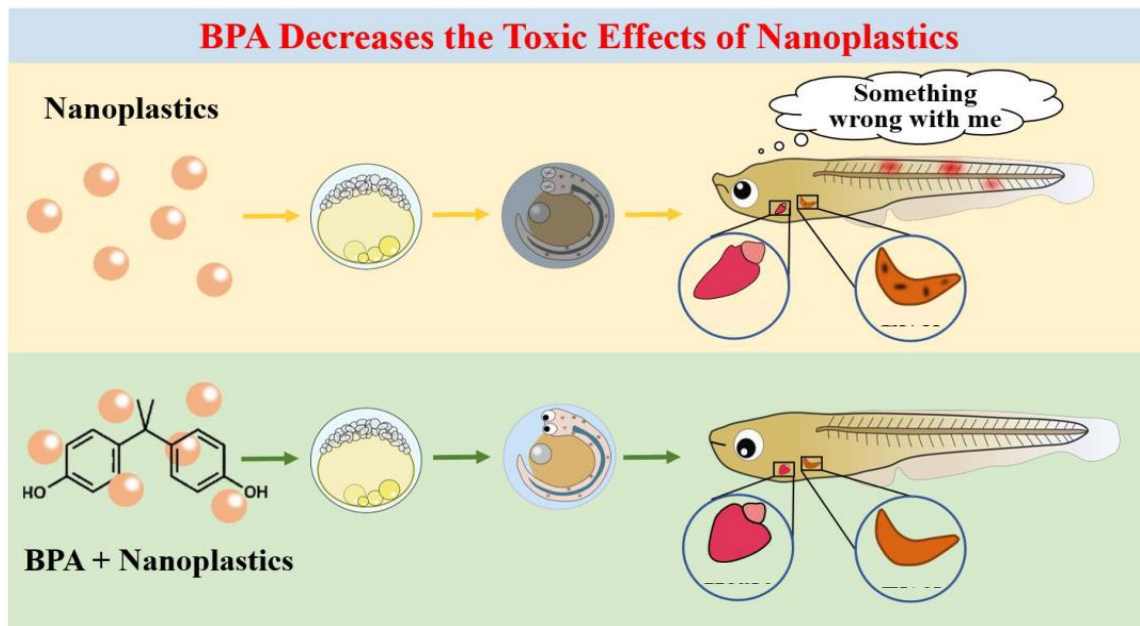 BPA Decreases the Toxic Effects of Nanoplastics
Nanoplastics
Something
wrong with me
HO
OH
BPA + Nanoplastics